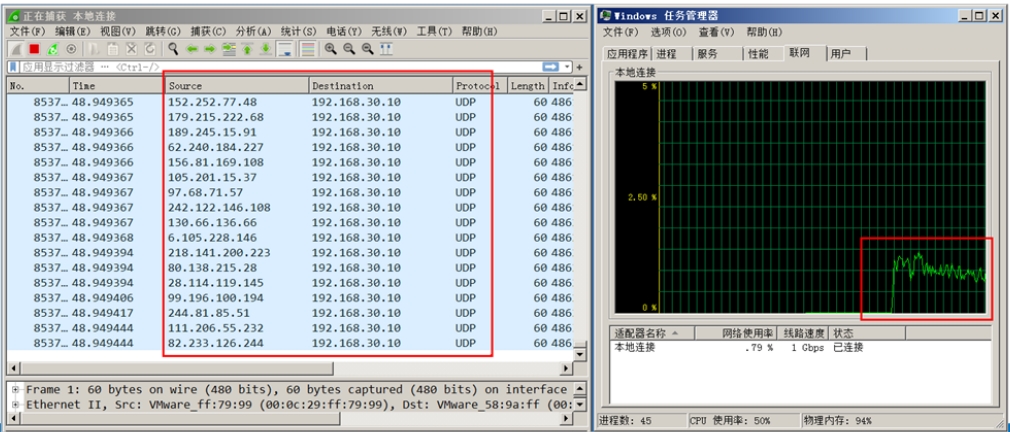 正在捕获 本地连接
文件(F) 编辑(E) 视图(V) 跳转(G) 捕获(C) 分析(A) 统计(S) 电话(Y) 无线(W) 工具(T) 帮助(H)
应用显示过滤器 … <Ctrl-/>
No. Time Source Destination Protocol Length Info
8537… 48.949365 152.252.77.48 192.168.30.10 UDP 60 486
8537… 48.949365 179.215.222.68 192.168.30.10 UDP 60 486
8537… 48.949366 189.245.15.91 192.168.30.10 UDP 60 486
8537… 48.949366 62.240.184.227 192.168.30.10 UDP 60 486
8537… 48.949366 156.81.169.108 192.168.30.10 UDP 60 486
8537… 48.949367 105.201.15.37 192.168.30.10 UDP 60 486
8537… 48.949367 97.68.71.57 192.168.30.10 UDP 60 486
8537… 48.949367 242.122.146.108 192.168.30.10 UDP 60 486
8537… 48.949367 130.66.136.66 192.168.30.10 UDP 60 486
8537… 48.949368 6.105.228.146 192.168.30.10 UDP 60 486
8537… 48.949394 218.141.200.223 192.168.30.10 UDP 60 486
8537… 48.949394 80.138.215.28 192.168.30.10 UDP 60 486
8537… 48.949394 28.114.119.145 192.168.30.10 UDP 60 486
8537… 48.949406 99.196.100.194 192.168.30.10 UDP 60 486
8537… 48.949417 244.81.85.51 192.168.30.10 UDP 60 486
8537… 48.949444 111.206.55.232 192.168.30.10 UDP 60 486
8537… 48.949444 82.233.126.244 192.168.30.10 UDP 60 486
Frame 1: 60 bytes on wire (480 bits), 60 bytes captured (480 bits) on interface
Ethernet II, Src: VMware_ff:79:99 (00:0c:29:ff:79:99), Dst: VMware_58:9a:ff (00:
Windows 任务管理器
文件(F) 选项(O) 查看(V) 帮助(H)
应用程序 进程 服务 性能 联网 用户
本地连接
5 %
2.50 %
0 %
适配器名称 网络使用率 线路速度 状态
本地连接 .79 % 1 Gbps 已连接
进程数: 45 CPU 使用率: 50% 物理内存: 94%